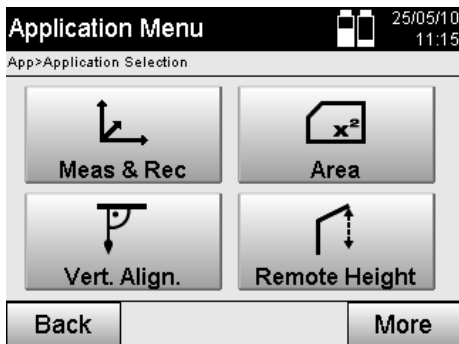 Application Menu
25/05/10
11:15
App>Application Selection
Meas & Rec
x²
Area
Vert. Align.
Remote Height
Back
More